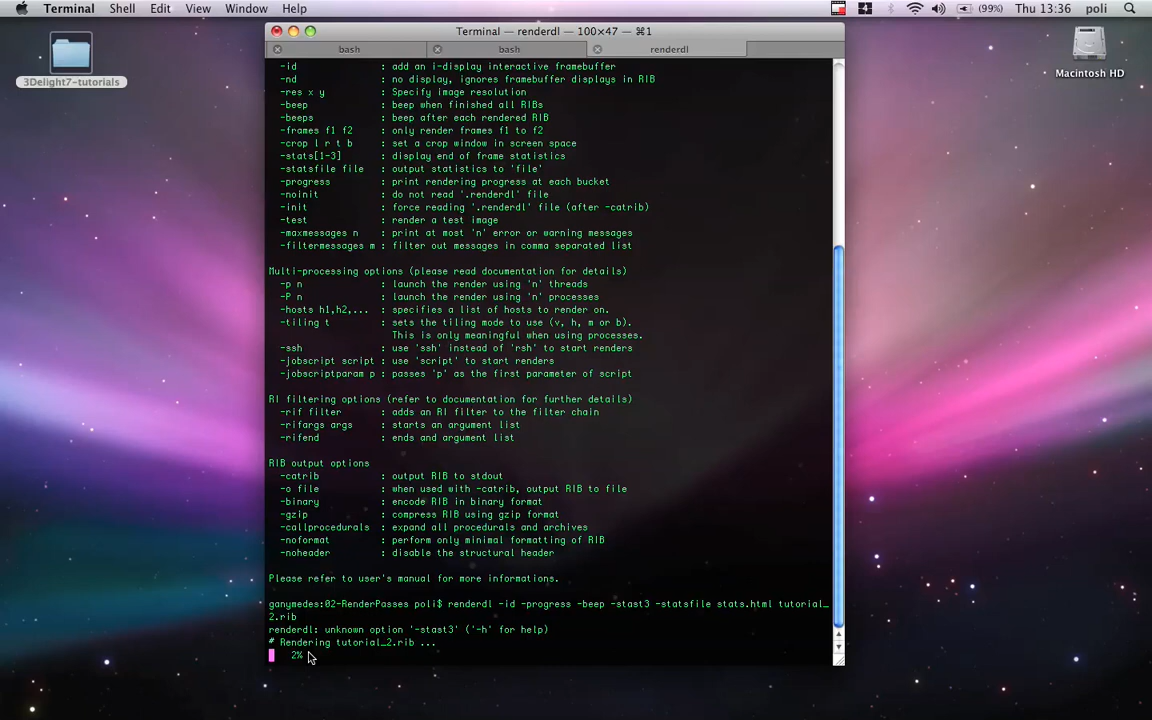 Terminal Shell Edit View Window Help (99%) Thu 13:36 poli
Terminal — renderdl — 100×47 — ⌘1
bash bash renderdl
-id : add an i-display interactive framebuffer
-nd : no display, ignores framebuffer displays in RIB
-res x y : Specify image resolution
-beep : beep when finished all RIBs
-beeps : beep after each rendered RIB
-frames f1 f2 : only render frames f1 to f2
-crop l r t b : set a crop window in screen space
-stats[1-3] : display end of frame statistics
-statsfile file : output statistics to 'file'
-progress : print rendering progress at each bucket
-noinit : do not read '.renderdl' file
-init : force reading '.renderdl' file (after -catrib)
-test : render a test image
-maxmessages n : print at most 'n' error or warning messages
-filtermessages m : filter out messages in comma separated list
Multi-processing options (please read documentation for details)
-p n : launch the render using 'n' threads
-P n : launch the render using 'n' processes
-hosts h1,h2,... : specifies a list of hosts to render on.
-tiling t : sets the tiling mode to use (v, h, m or b).
This is only meaningful when using processes.
-ssh : use 'ssh' instead of 'rsh' to start renders
-jobscript script : use 'script' to start renders
-jobscriptparam p : passes 'p' as the first parameter of script
RI filtering options (refer to documentation for further details)
-rif filter : adds an RI filter to the filter chain
-rifargs args : starts an argument list
-rifend : ends and argument list
RIB output options
-catrib : output RIB to stdout
-o file : when used with -catrib, output RIB to file
-binary : encode RIB in binary format
-gzip : compress RIB using gzip format
-callprocedurals : expand all procedurals and archives
-noformat : perform only minimal formatting of RIB
-noheader : disable the structural header
Please refer to user's manual for more informations.
ganymedes:02-RenderPasses poli$ renderdl -id -progress -beep -stast3 -statsfile stats.html tutorial_
2.rib
renderdl: unknown option '-stast3' ('-h' for help)
# Rendering tutorial_2.rib ...
2%
3Delight7-tutorials
Macintosh HD